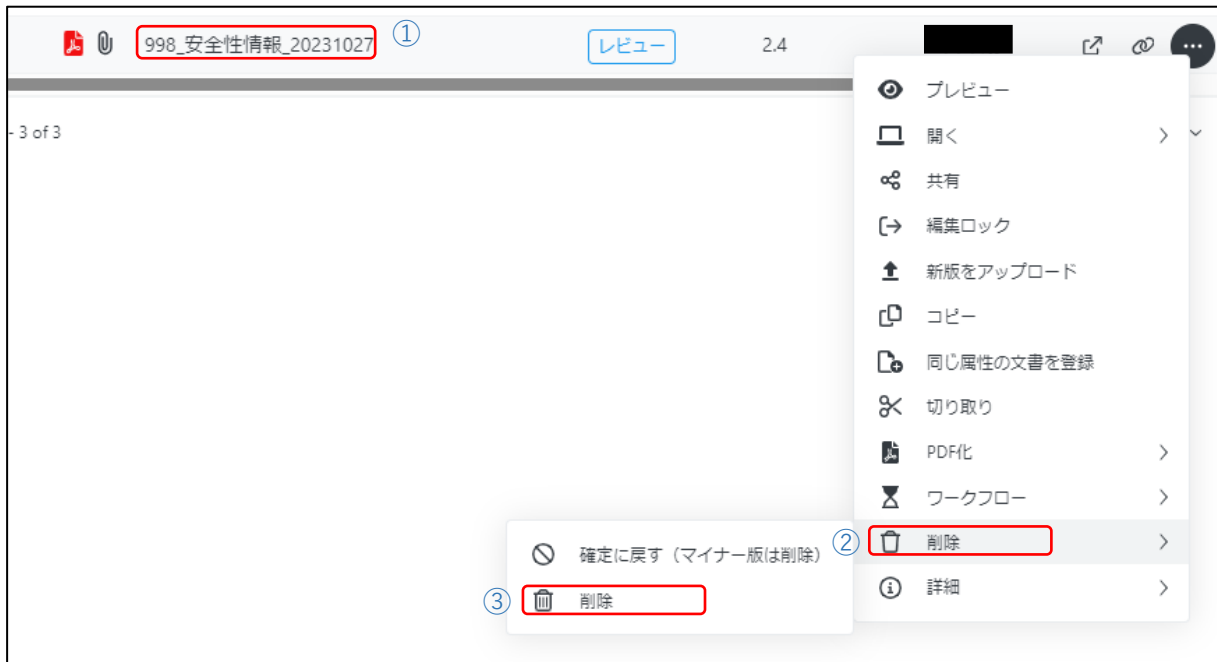 998_安全性情報_20231027 ① レビュー 2.4
- 3 of 3
プレビュー
開く
共有
編集ロック
新版をアップロード
コピー
同じ属性の文書を登録
切り取り
PDF化
ワークフロー
② 削除
詳細
確定に戻す（マイナー版は削除）
③ 削除